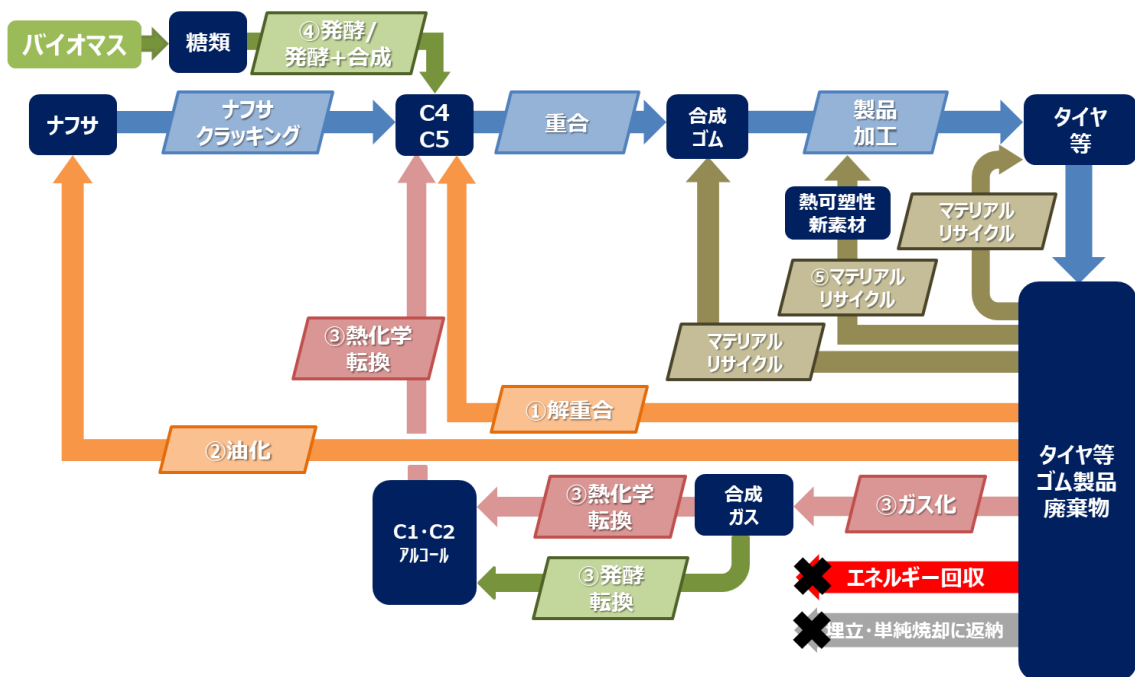 バイオマス
糖類
④発酵/
発酵+合成
ナフサ
ナフサ
クラッキング
C4
C5
重合
合成
ゴム
製品
加工
タイヤ
等
熱可塑性
新素材
マテリアル
リサイクル
⑤マテリアル
リサイクル
マテリアル
リサイクル
③熱化学
転換
①解重合
②油化
タイヤ等
ゴム製品
廃棄物
C1・C2
アルコール
③熱化学
転換
合成
ガス
③ガス化
③発酵
転換
エネルギー回収
埋立・単純焼却に返納